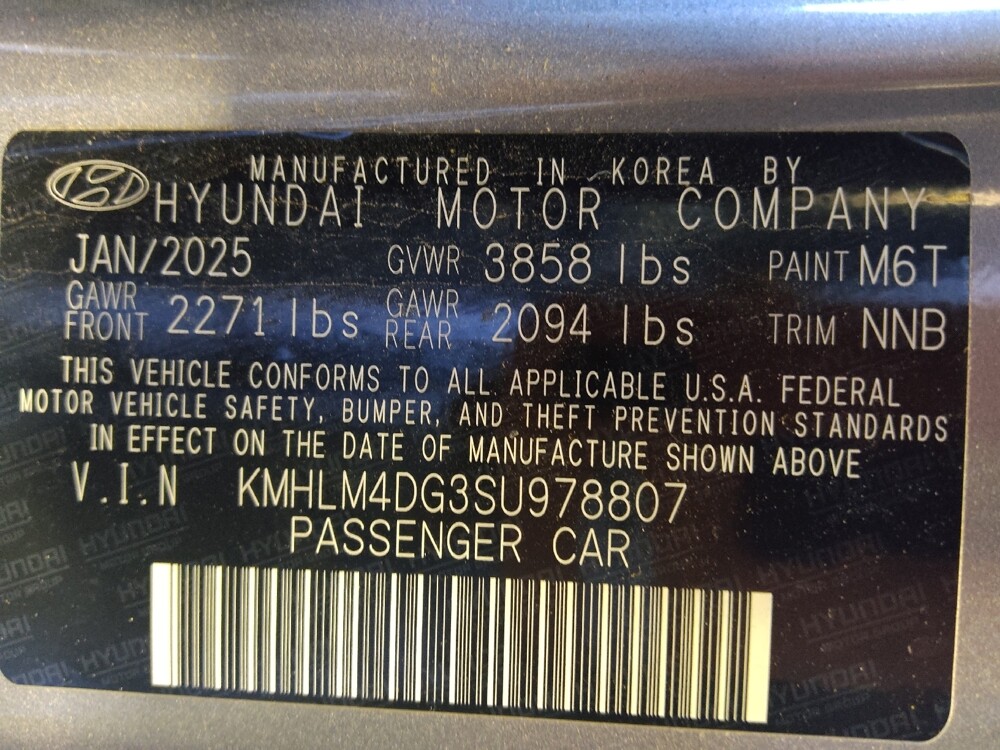 MANUFACTURED IN KOREA BY
HYUNDAI MOTOR COMPANY
JAN/2025 GVWR 3858 lbs PAINT M6T
GAWR FRONT 2271 lbs GAWR REAR 2094 lbs TRIM NNB
THIS VEHICLE CONFORMS TO ALL APPLICABLE U.S.A. FEDERAL
MOTOR VEHICLE SAFETY, BUMPER, AND THEFT PREVENTION STANDARDS
IN EFFECT ON THE DATE OF MANUFACTURE SHOWN ABOVE
V.I.N KMHLM4DG3SU978807
PASSENGER CAR